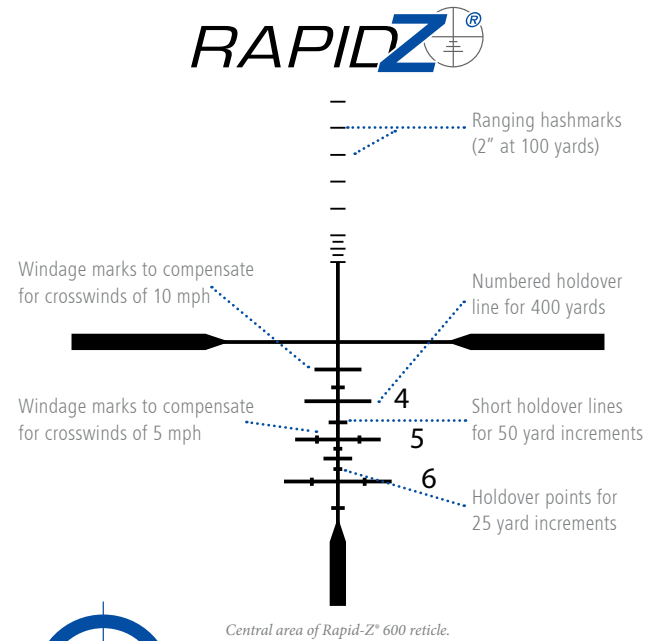 RAPIDZ®
Ranging hashmarks
(2” at 100 yards)
Windage marks to compensate
for crosswinds of 10 mph
Numbered holdover
line for 400 yards
4
Windage marks to compensate
for crosswinds of 5 mph
Short holdover lines
for 50 yard increments
5
6
Holdover points for
25 yard increments
Central area of Rapid-Z® 600 reticle.